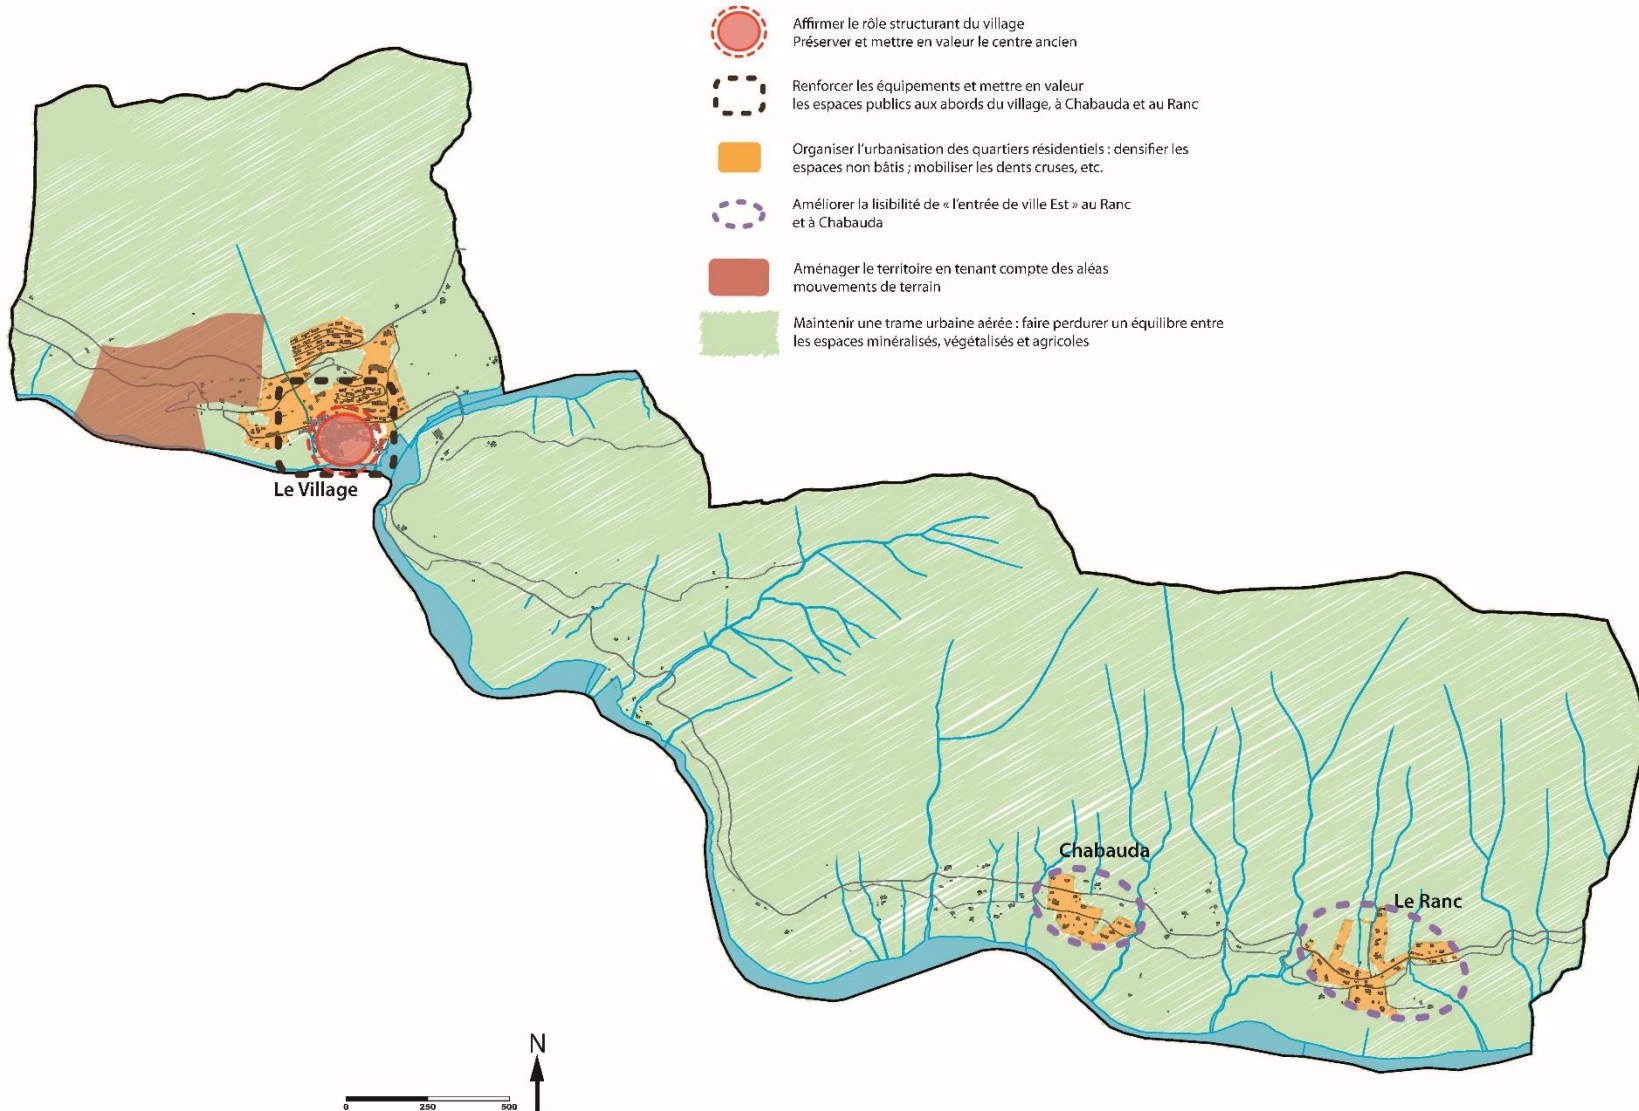 Affirmer le rôle structurant du village
Préserver et mettre en valeur le centre ancien
Renforcer les équipements et mettre en valeur
les espaces publics aux abords du village, à Chabauda et au Ranc
Organiser l'urbanisation des quartiers résidentiels : densifier les
espaces non bâtis ; mobiliser les dents cruses, etc.
Améliorer la lisibilité de « l'entrée de ville Est » au Ranc
et à Chabauda
Aménager le territoire en tenant compte des aléas
mouvements de terrain
Maintenir une trame urbaine aérée : faire perdurer un équilibre entre
les espaces minéralisés, végétalisés et agricoles
Le Village
Chabauda
Le Ranc
N
0 250 500